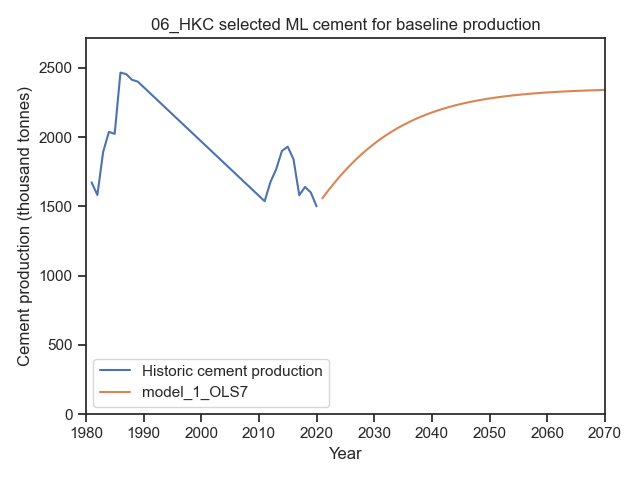 06_HKC selected ML cement for baseline production
Cement production (thousand tonnes)
2500
2000
1500
1000
500
0
Historic cement production
model_1_OLS7
1980 1990 2000 2010 2020 2030 2040 2050 2060 2070
Year